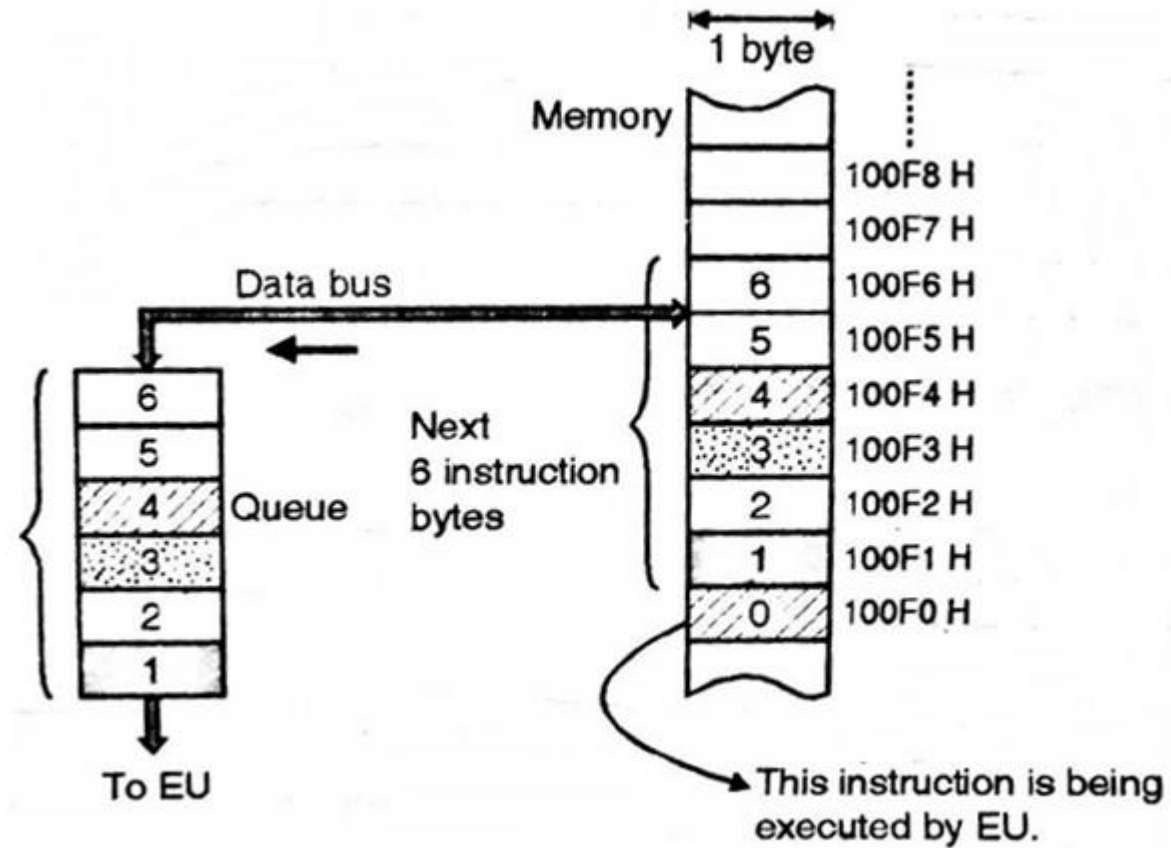 1 byte
Memory
100F8 H
100F7 H
6 100F6 H
Data bus
5 100F5 H
6
4 100F4 H
5
Next
6 instruction
bytes
3 100F3 H
4 Queue
2 100F2 H
3
1 100F1 H
2
0 100F0 H
1
To EU
This instruction is being
executed by EU.